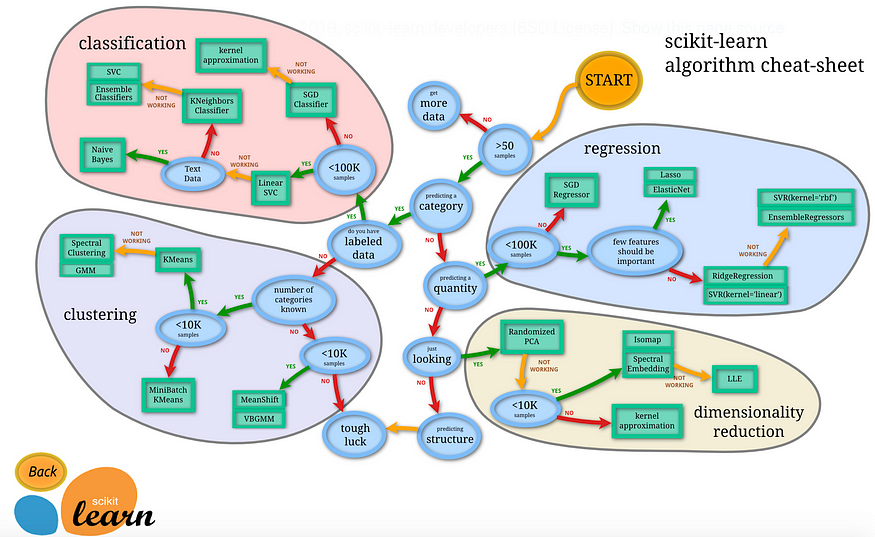 scikit-learn
algorithm cheat-sheet
START
classification
kernel
approximation
NOT
WORKING
SVC
Ensemble
Classifiers
NOT
WORKING
KNeighbors
Classifier
SGD
Classifier
NO
NO
Naive
Bayes
YES
Text
Data
NOT
WORKING
Linear
SVC
YES
<100K
samples
YES
get
more
data
NO
>50
samples
YES
predicting a
category
YES
NO
do you have
labeled
data
NO
predicting a
quantity
YES
NO
just
looking
YES
NO
predicting
structure
tough
luck
regression
SGD
Regressor
NO
<100K
samples
YES
Lasso
ElasticNet
YES
few features
should be
important
NO
RidgeRegression
SVR(kernel='linear')
NOT
WORKING
SVR(kernel='rbf')
EnsembleRegressors
clustering
Spectral
Clustering
GMM
NOT
WORKING
KMeans
YES
<10K
samples
NO
MiniBatch
KMeans
YES
number of
categories
known
NO
<10K
samples
YES
NO
MeanShift
VBGMM
dimensionality
reduction
Randomized
PCA
NOT
WORKING
<10K
samples
YES
NO
Isomap
Spectral
Embedding
NOT
WORKING
LLE
kernel
approximation
Back
scikit
learn